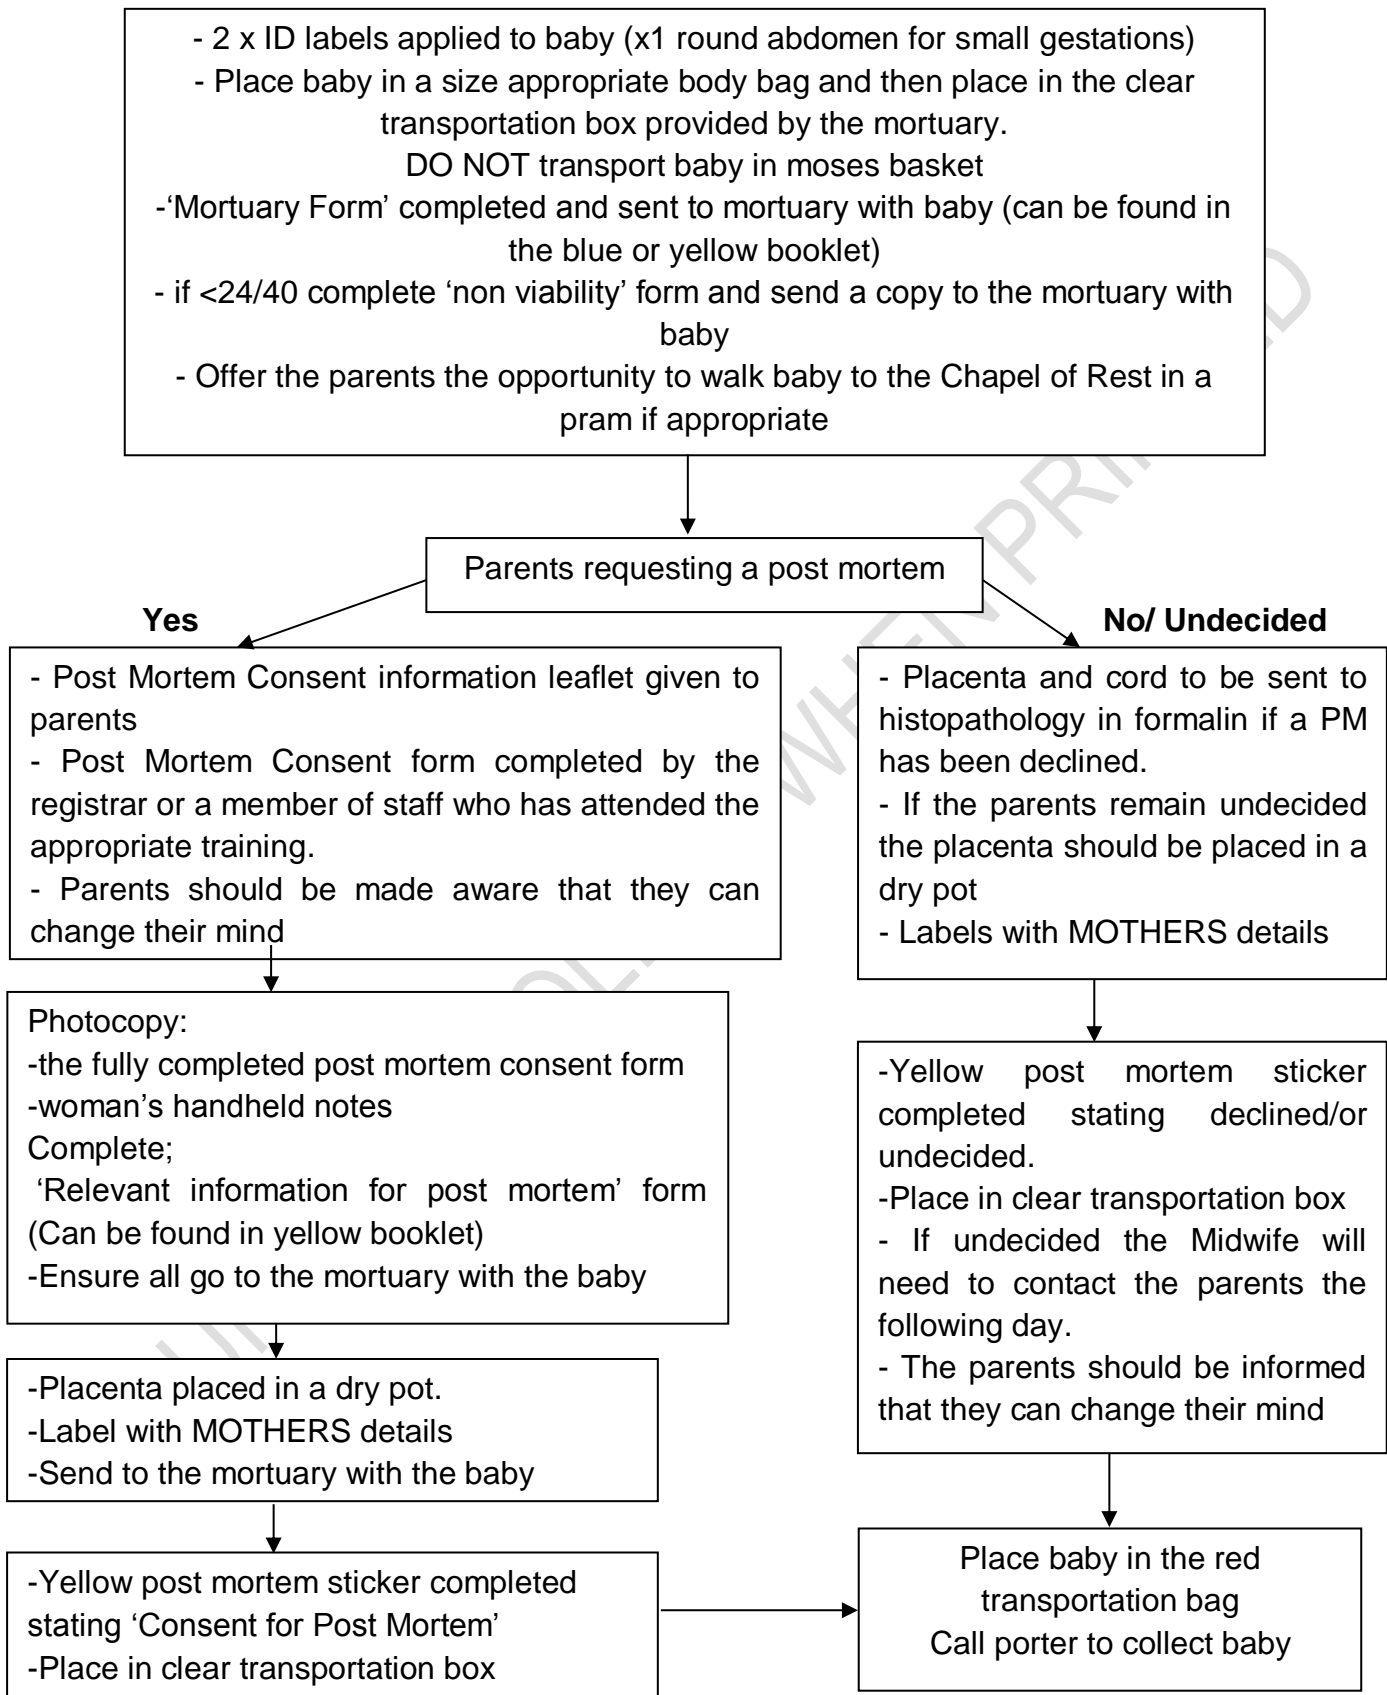 - 2 x ID labels applied to baby (x1 round abdomen for small gestations)
- Place baby in a size appropriate body bag and then place in the clear
transportation box provided by the mortuary.
DO NOT transport baby in moses basket
-‘Mortuary Form’ completed and sent to mortuary with baby (can be found in
the blue or yellow booklet)
- if <24/40 complete ‘non viability’ form and send a copy to the mortuary with
baby
- Offer the parents the opportunity to walk baby to the Chapel of Rest in a
pram if appropriate
Parents requesting a post mortem
Yes
- Post Mortem Consent information leaflet given to
parents
- Post Mortem Consent form completed by the
registrar or a member of staff who has attended the
appropriate training.
- Parents should be made aware that they can
change their mind
Photocopy:
-the fully completed post mortem consent form
-woman’s handheld notes
Complete;
‘Relevant information for post mortem’ form
(Can be found in yellow booklet)
-Ensure all go to the mortuary with the baby
-Placenta placed in a dry pot.
-Label with MOTHERS details
-Send to the mortuary with the baby
-Yellow post mortem sticker completed
stating ‘Consent for Post Mortem’
-Place in clear transportation box
No/ Undecided
- Placenta and cord to be sent to
histopathology in formalin if a PM
has been declined.
- If the parents remain undecided
the placenta should be placed in a
dry pot
- Labels with MOTHERS details
-Yellow post mortem sticker
completed stating declined/or
undecided.
-Place in clear transportation box
- If undecided the Midwife will
need to contact the parents the
following day.
- The parents should be informed
that they can change their mind
Place baby in the red
transportation bag
Call porter to collect baby
WHEN